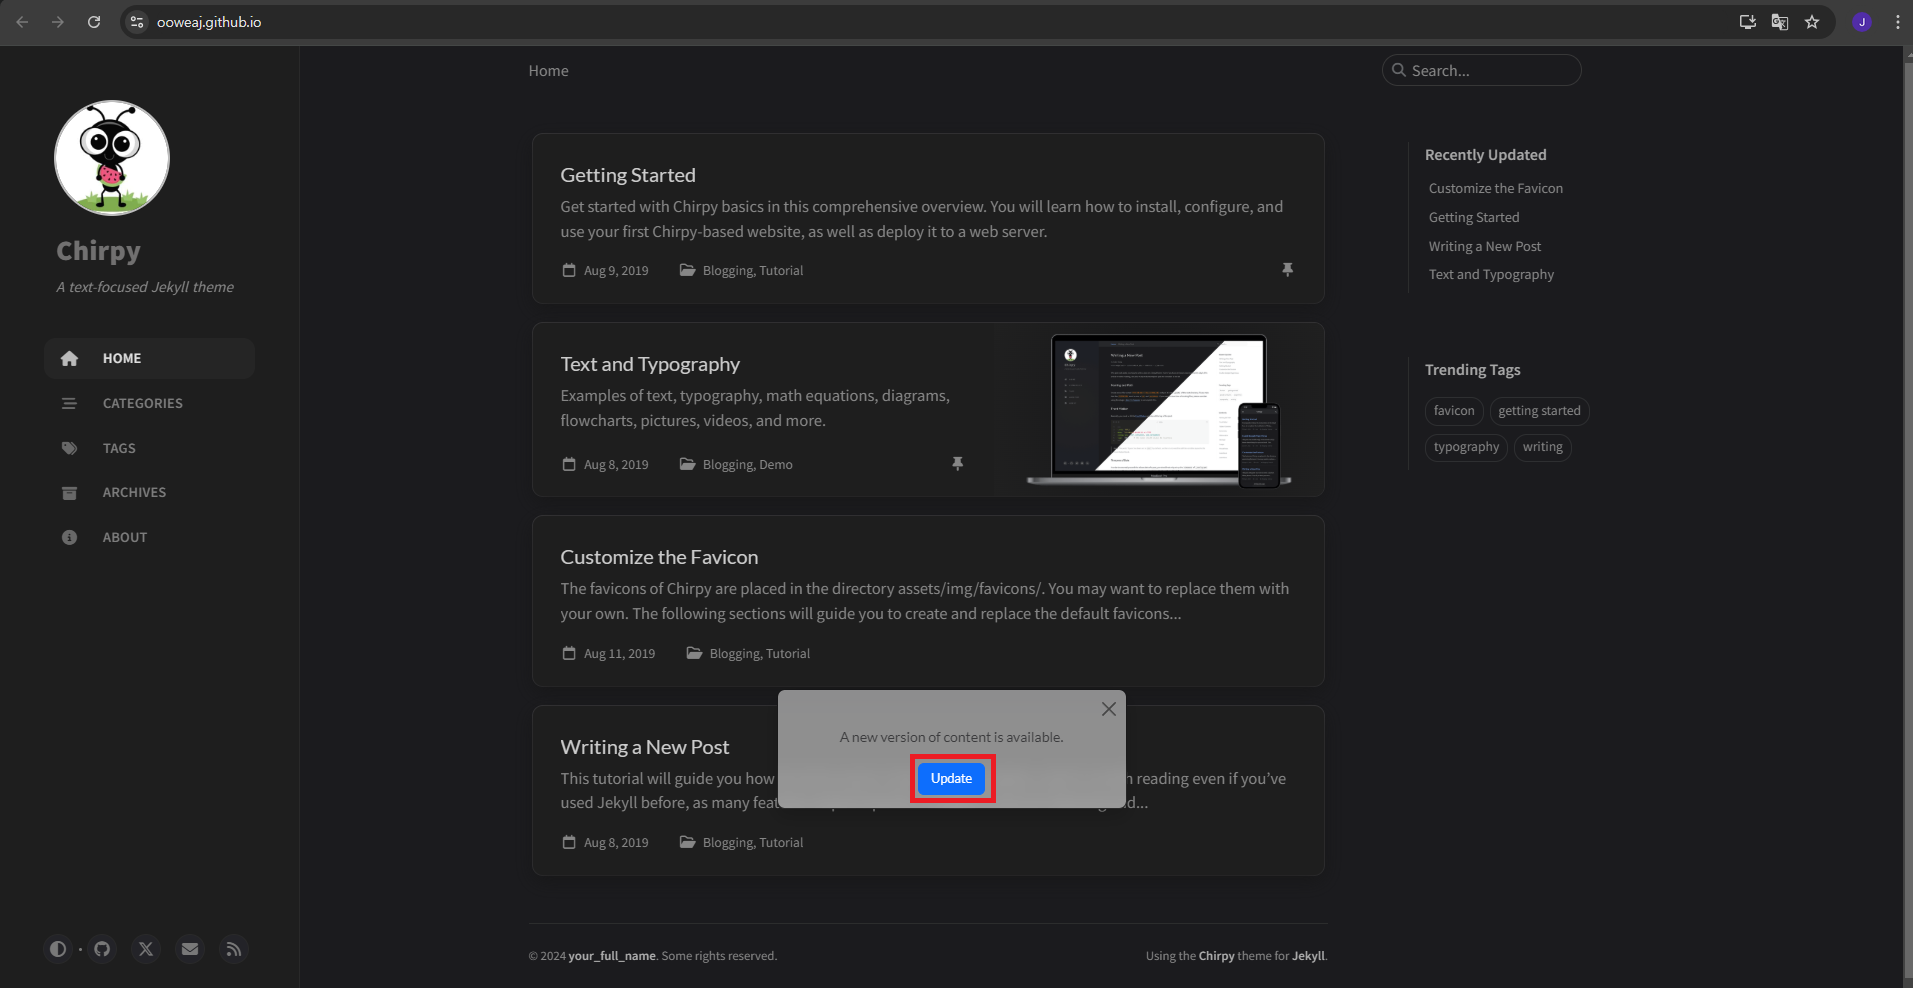 ooweaj.github.io
J
Home
Search...
Chirpy
A text-focused Jekyll theme
HOME
CATEGORIES
TAGS
ARCHIVES
ABOUT
Getting Started
Get started with Chirpy basics in this comprehensive overview. You will learn how to install, configure, and
use your first Chirpy-based website, as well as deploy it to a web server.
Aug 9, 2019 Blogging, Tutorial
Text and Typography
Examples of text, typography, math equations, diagrams,
flowcharts, pictures, videos, and more.
Aug 8, 2019 Blogging, Demo
Customize the Favicon
The favicons of Chirpy are placed in the directory assets/img/favicons/. You may want to replace them with
your own. The following sections will guide you to create and replace the default favicons...
Aug 11, 2019 Blogging, Tutorial
Writing a New Post
This tutorial will guide you how reading even if you’ve
used Jekyll before, as many
Aug 8, 2019 Blogging, Tutorial
A new version of content is available.
Update
Recently Updated
Customize the Favicon
Getting Started
Writing a New Post
Text and Typography
Trending Tags
favicon getting started
typography writing
© 2024 your_full_name. Some rights reserved.
Using the Chirpy theme for Jekyll.